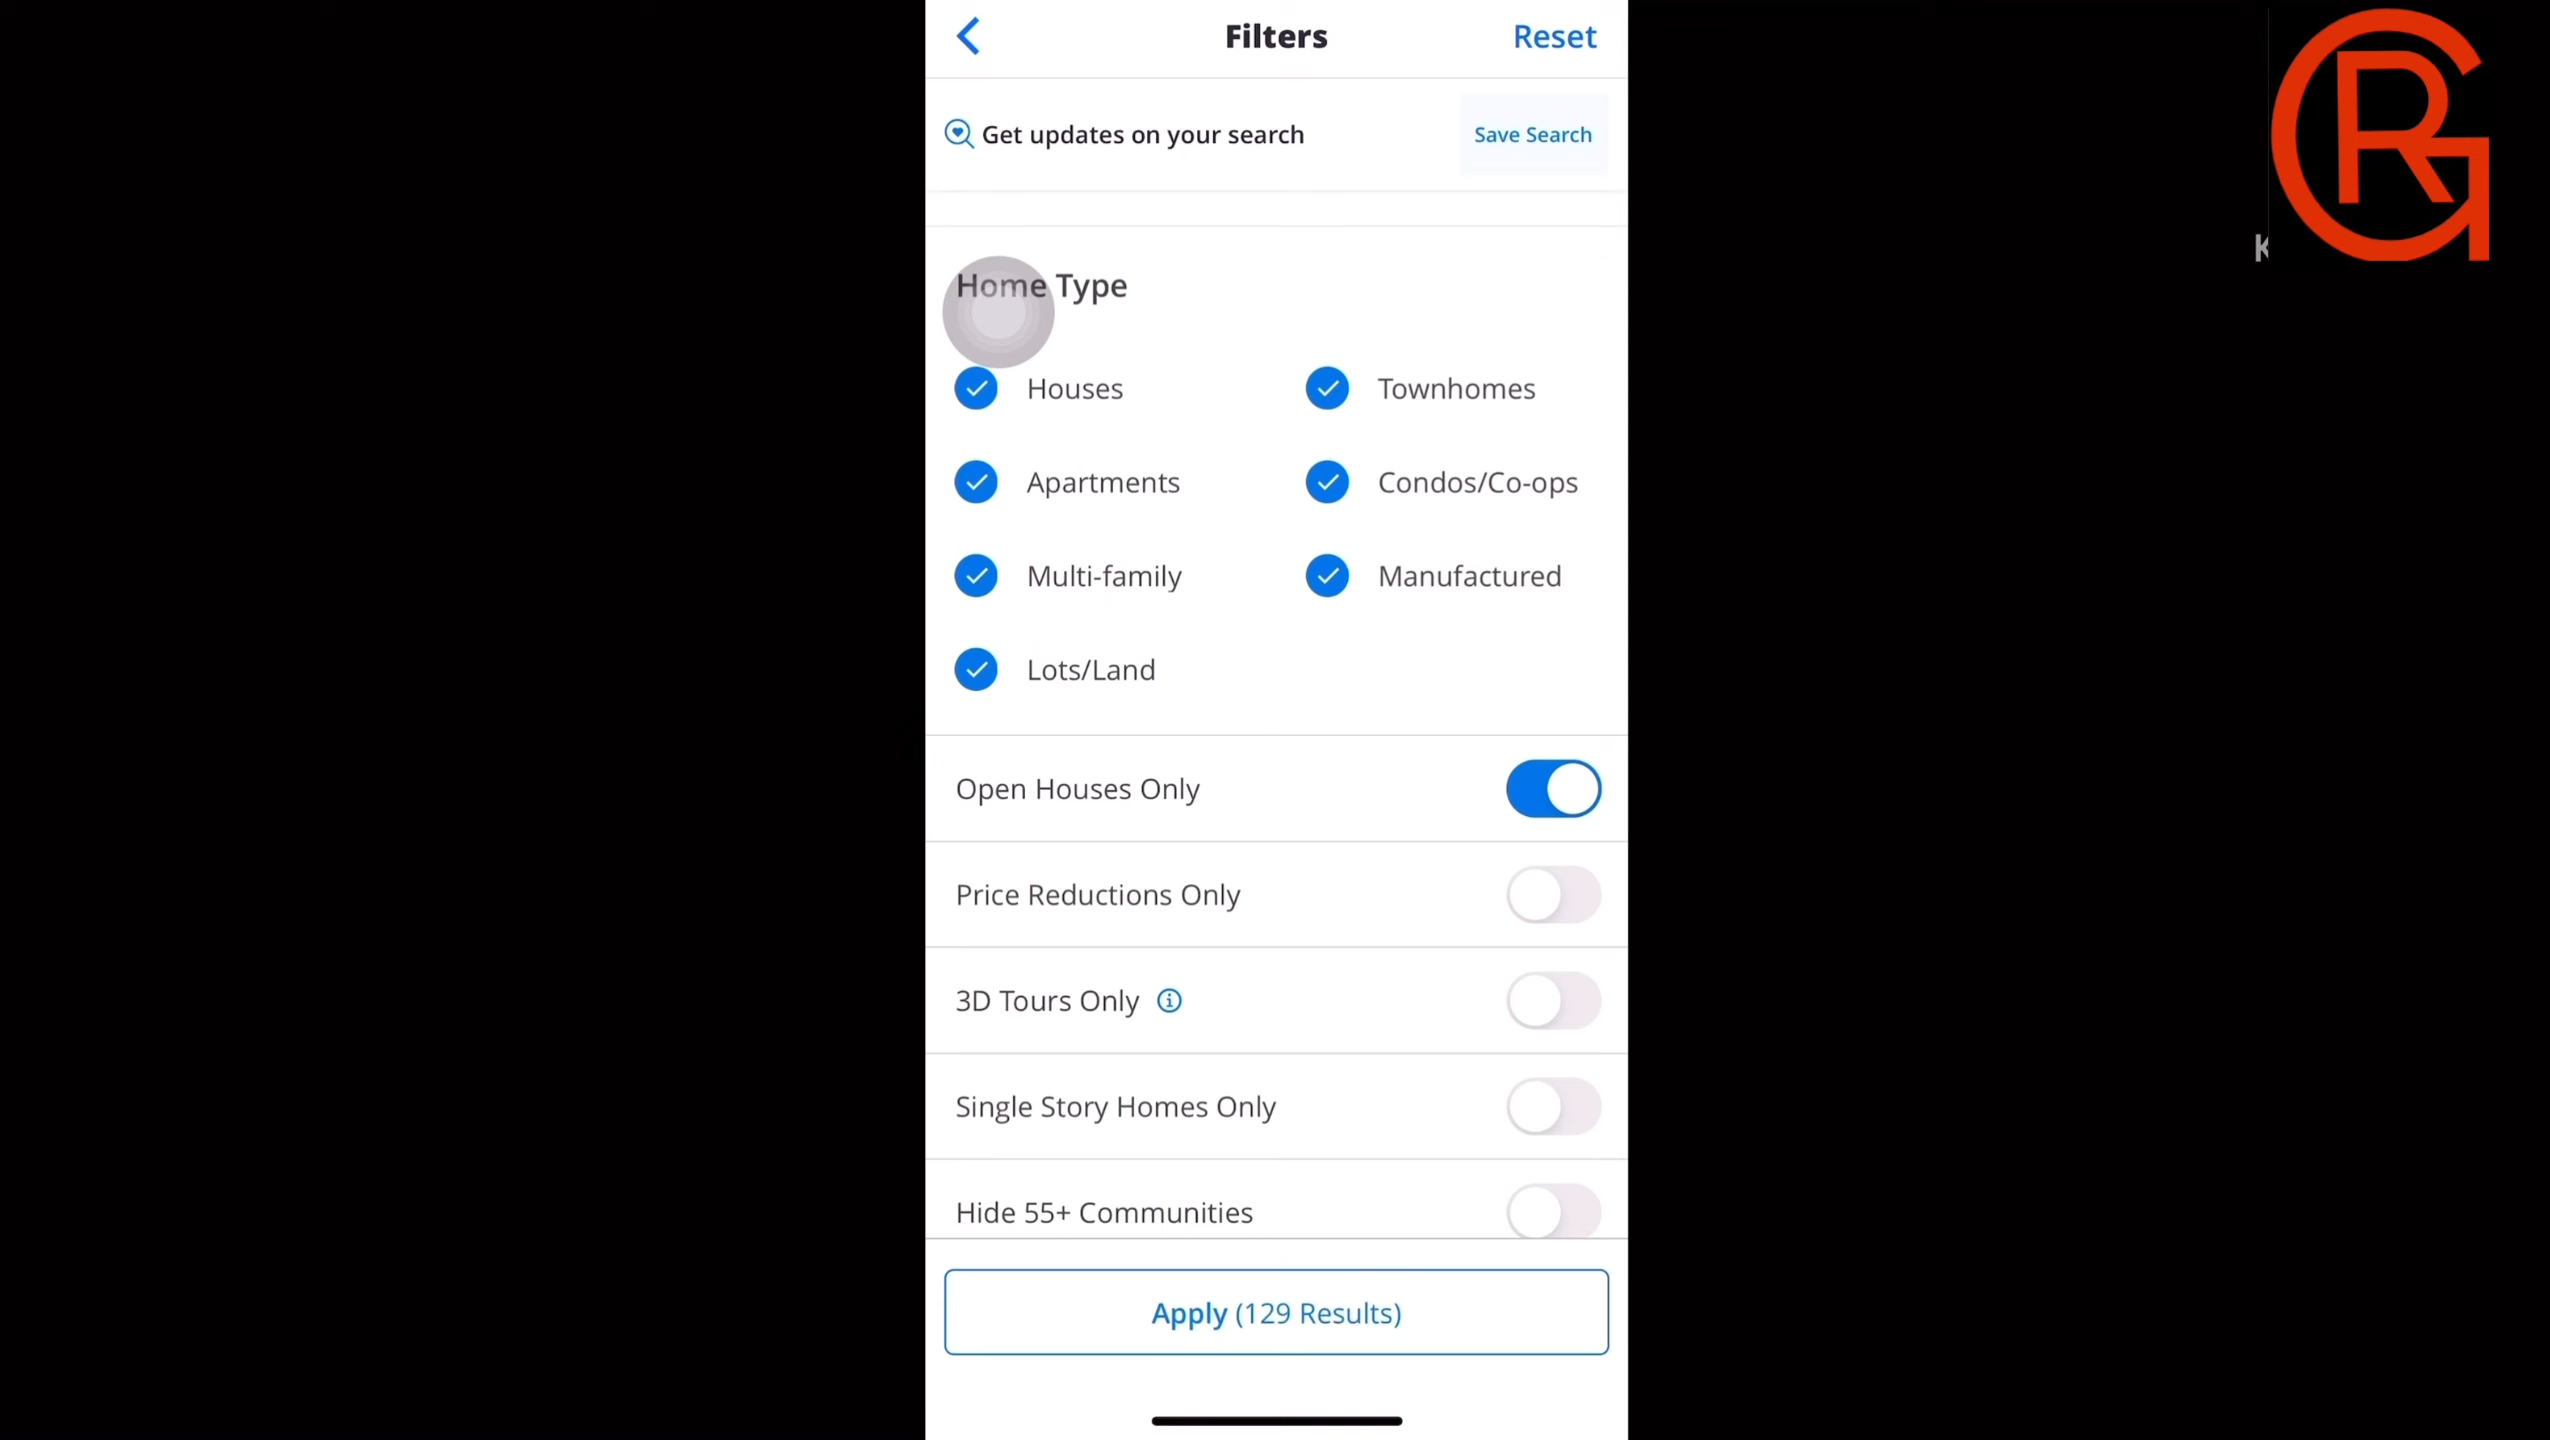 Filters
Reset
Get updates on your search
Save Search
Home Type
Houses
Townhomes
Apartments
Condos/Co-ops
Multi-family
Manufactured
Lots/Land
Open Houses Only
Price Reductions Only
3D Tours Only
Single Story Homes Only
Hide 55+ Communities
Apply (129 Results)
RG
K